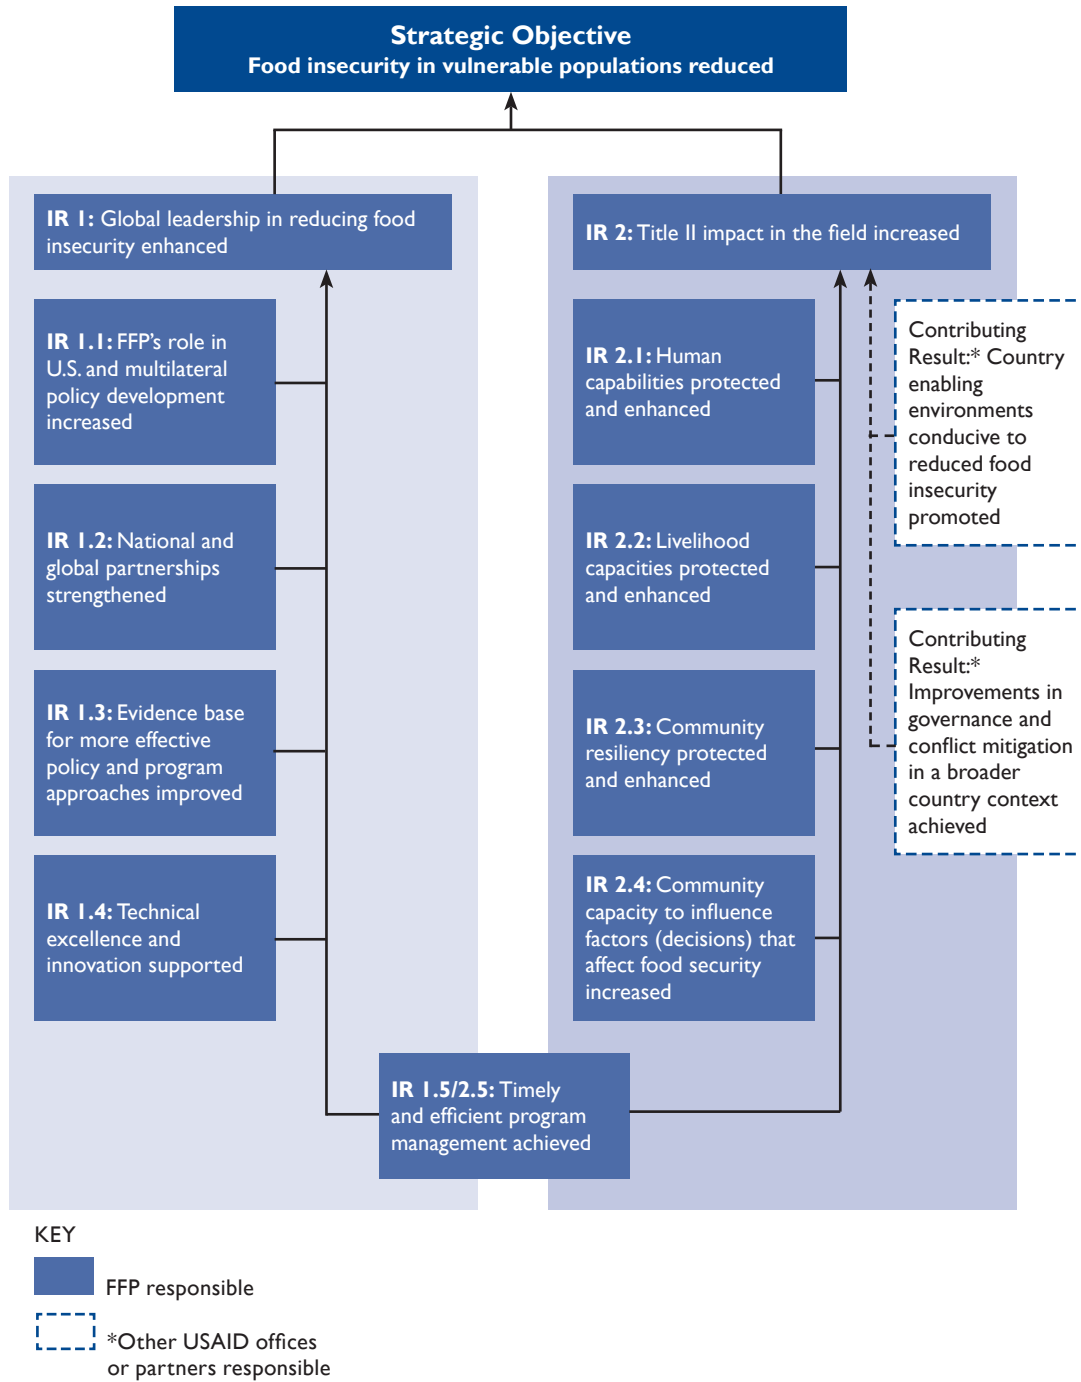 Strategic Objective
Food insecurity in vulnerable populations reduced
IR 1: Global leadership in reducing food
insecurity enhanced
IR 1.1: FFP's role in
U.S. and multilateral
policy development
increased
IR 1.2: National and
global partnerships
strengthened
IR 1.3: Evidence base
for more effective
policy and program
approaches improved
IR 1.4: Technical
excellence and
innovation supported
IR 2: Title II impact in the field increased
IR 2.1: Human
capabilities protected
and enhanced
IR 2.2: Livelihood
capacities protected
and enhanced
IR 2.3: Community
resiliency protected
and enhanced
IR 2.4: Community
capacity to influence
factors (decisions) that
affect food security
increased
Contributing
Result:* Country
enabling
environments
conducive to
reduced food
insecurity
promoted
Contributing
Result:*
Improvements in
governance and
conflict mitigation
in a broader
country context
achieved
IR 1.5/2.5: Timely
and efficient program
management achieved
KEY
FFP responsible
*Other USAID offices
or partners responsible